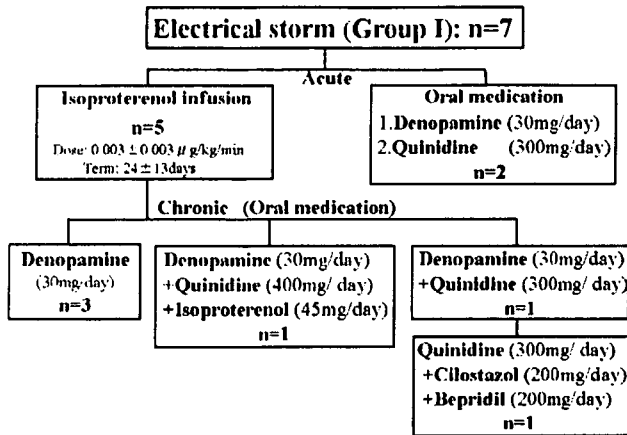 Electrical storm (Group I): n=7
Acute
Isoproterenol infusion
n=5
Dose: 0.003 ± 0.003 μ g/kg/min
Term: 24 ± 13days
Oral medication
1.Denopamine (30mg/day)
2.Quinidine (300mg/day)
n=2
Chronic (Oral medication)
Denopamine
(30mg/day)
n=3
Denopamine (30mg/day)
+Quinidine (400mg/day)
+Isoproterenol (45mg/day)
n=1
Denopamine (30mg/day)
+Quinidine (300mg/day)
n=1
Quinidine (300mg/ day)
+Cilostazol (200mg/day)
+Bepridil (200mg/day)
n=1